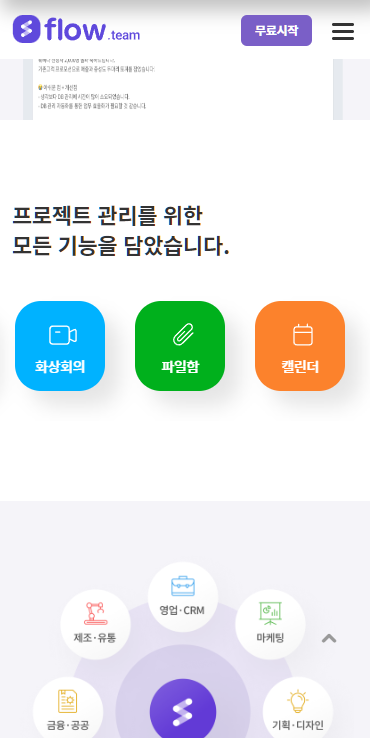 flow.team
무료시작
프로젝트 관리를 위한
모든 기능을 담았습니다.
화상회의
파일함
캘린더
영업·CRM
제조·유통
마케팅
금융·공공
기획·디자인